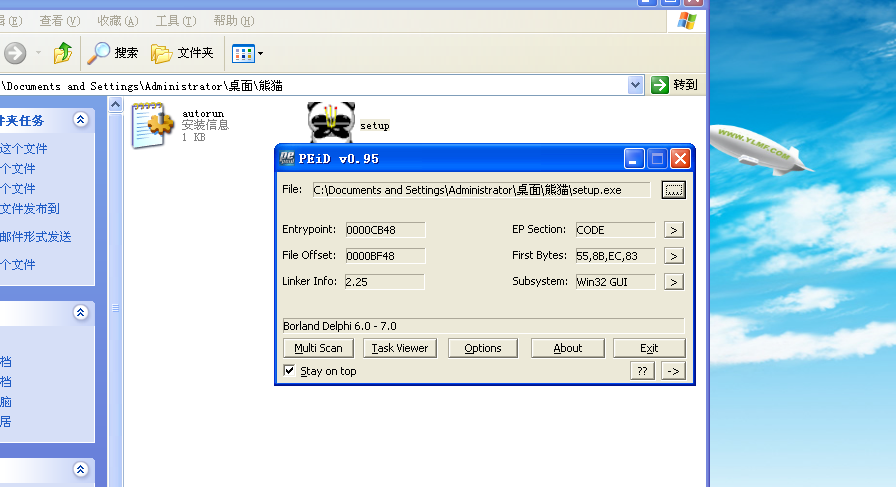 辑(E) 查看(V) 收藏(A) 工具(T) 帮助(H)
搜索 文件夹
\Documents and Settings\Administrator\桌面\熊猫 转到
件夹任务
这个文件
个文件
个文件
文件发布到
邮件形式发送
个文件
档
档
脑
居
autorun
安装信息
1 KB
setup
WWW.YLMF.COM
PEiD v0.95
File: C:\Documents and Settings\Administrator\桌面\熊猫\setup.exe ...
Entrypoint: 0000CB48 EP Section: CODE >
File Offset: 0000BF48 First Bytes: 55,8B,EC,83 >
Linker Info: 2.25 Subsystem: Win32 GUI >
Borland Delphi 6.0 - 7.0
Multi Scan Task Viewer Options About Exit
Stay on top ?? ->